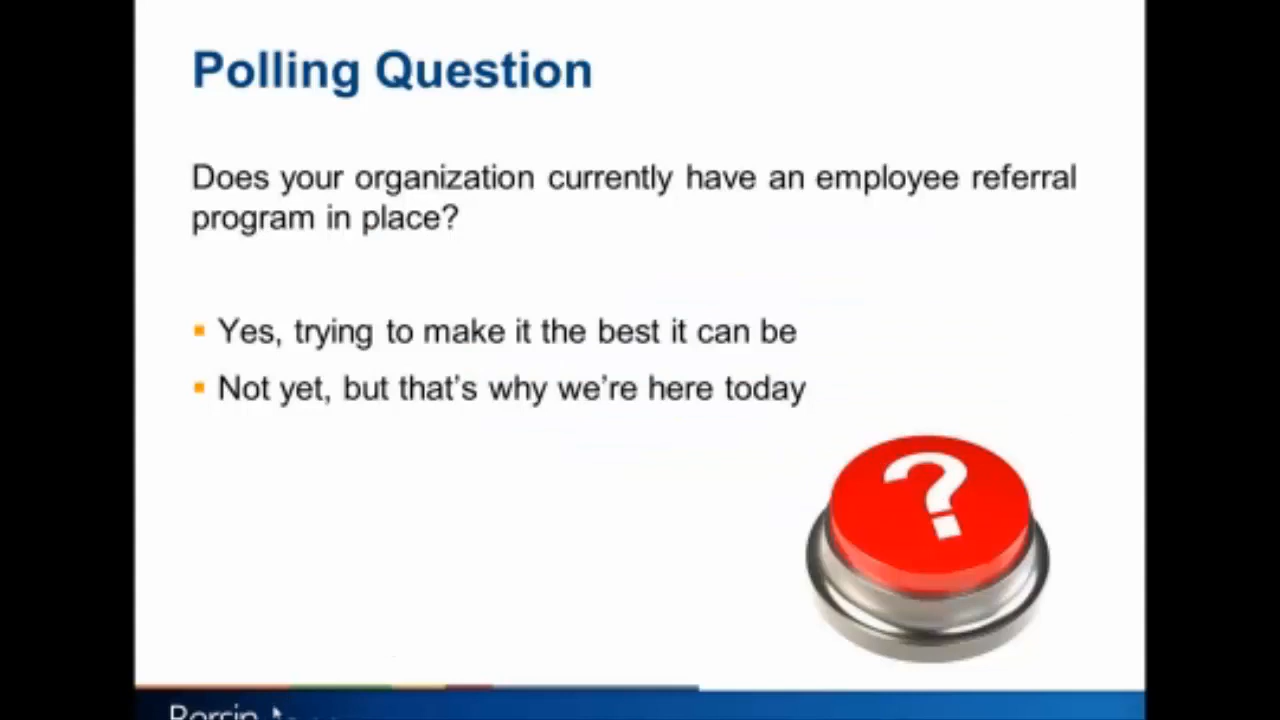 Polling Question
Does your organization currently have an employee referral
program in place?
▪ Yes, trying to make it the best it can be
▪ Not yet, but that's why we're here today
?